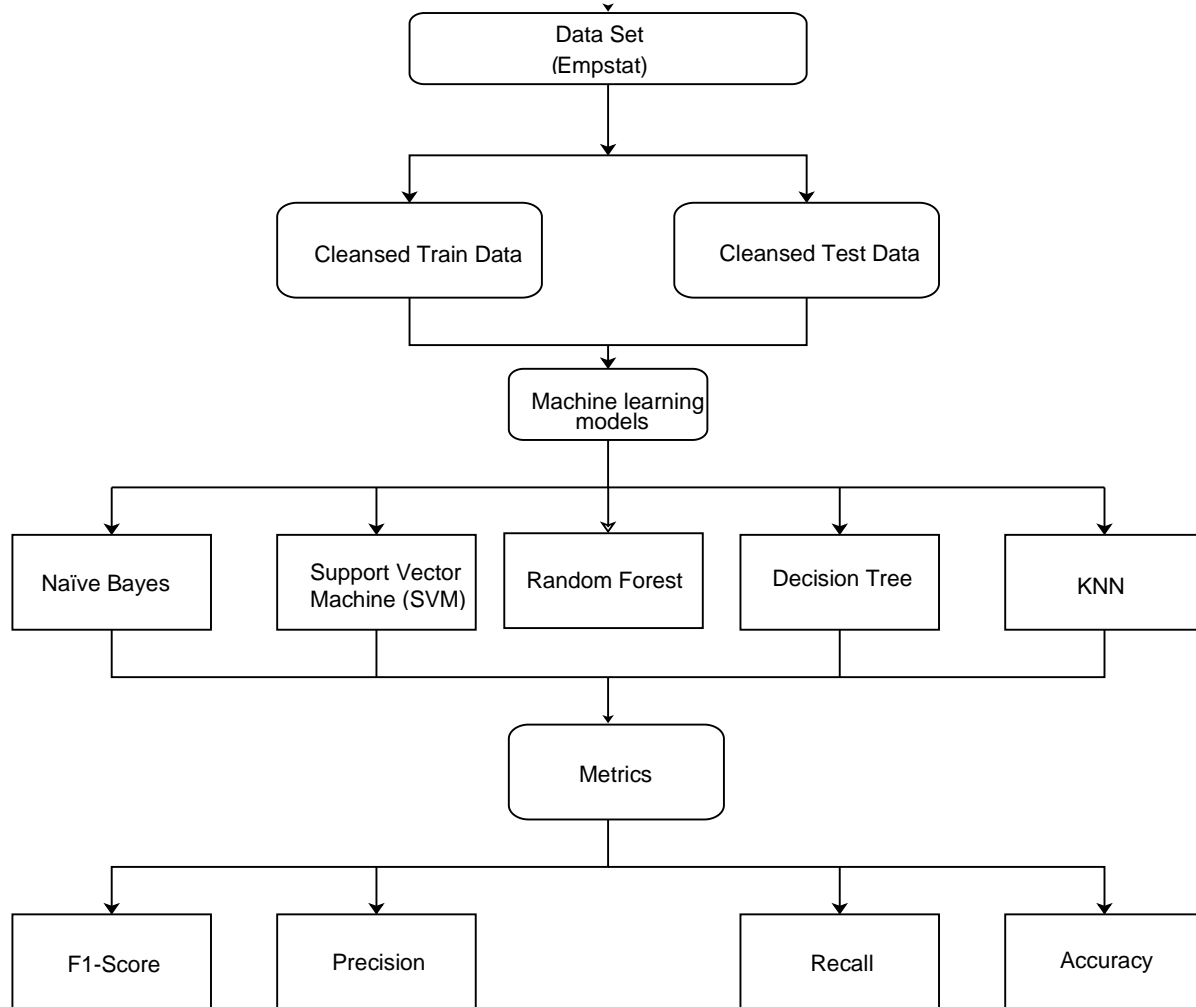 Data Set
(Empstat)
Cleansed Train Data
Cleansed Test Data
Machine learning
models
Naïve Bayes
Support Vector
Machine (SVM)
Random Forest
Decision Tree
KNN
Metrics
F1-Score
Precision
Recall
Accuracy